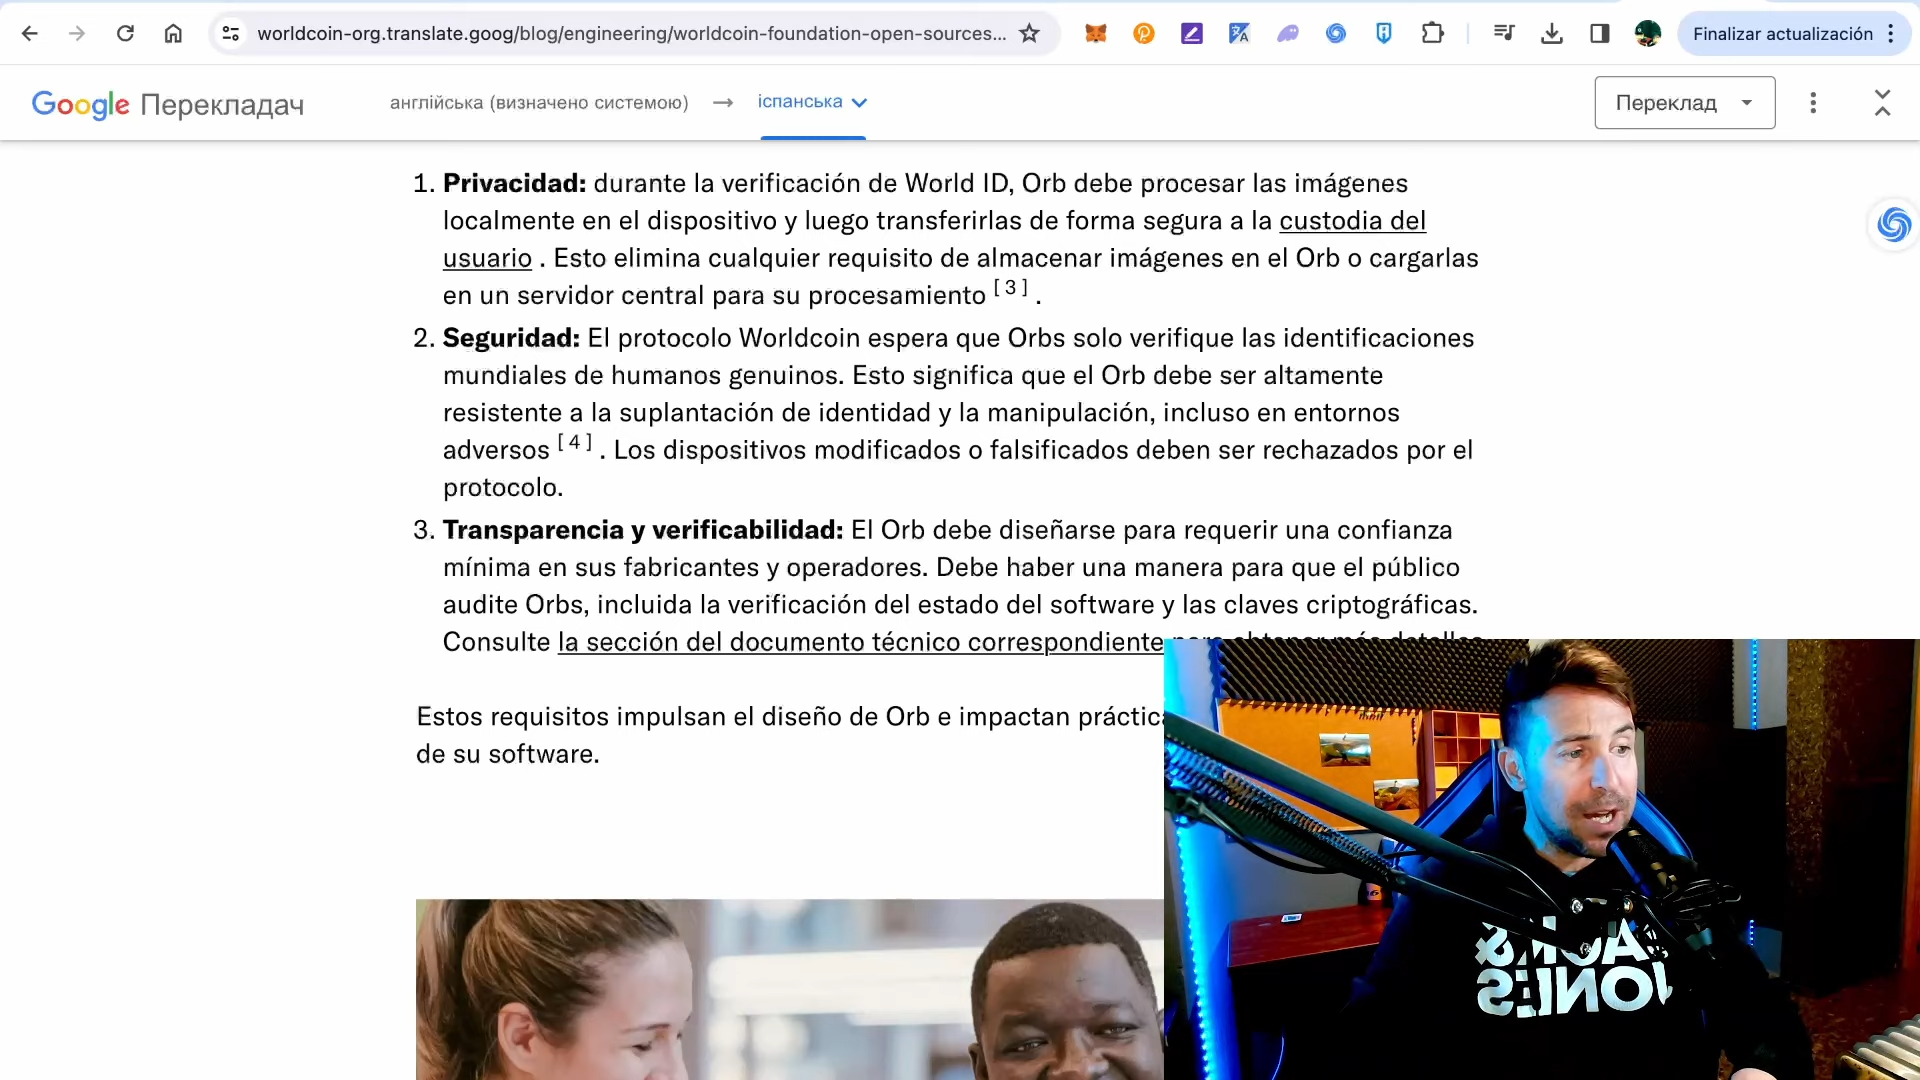 worldcoin-org.translate.goog/blog/engineering/worldcoin-foundation-open-sources...
Finalizar actualización
Google Перекладач
англійська (визначено системою) → іспанська
Переклад
1. Privacidad: durante la verificación de World ID, Orb debe procesar las imágenes
localmente en el dispositivo y luego transferirlas de forma segura a la custodia del
usuario . Esto elimina cualquier requisito de almacenar imágenes en el Orb o cargarlas
en un servidor central para su procesamiento [ 3 ] .
2. Seguridad: El protocolo Worldcoin espera que Orbs solo verifique las identificaciones
mundiales de humanos genuinos. Esto significa que el Orb debe ser altamente
resistente a la suplantación de identidad y la manipulación, incluso en entornos
adversos [ 4 ] . Los dispositivos modificados o falsificados deben ser rechazados por el
protocolo.
3. Transparencia y verificabilidad: El Orb debe diseñarse para requerir una confianza
mínima en sus fabricantes y operadores. Debe haber una manera para que el público
audite Orbs, incluida la verificación del estado del software y las claves criptográficas.
Consulte la sección del documento técnico correspondiente para obtener más detalles
Estos requisitos impulsan el diseño de Orb e impactan
de su software.
JONES